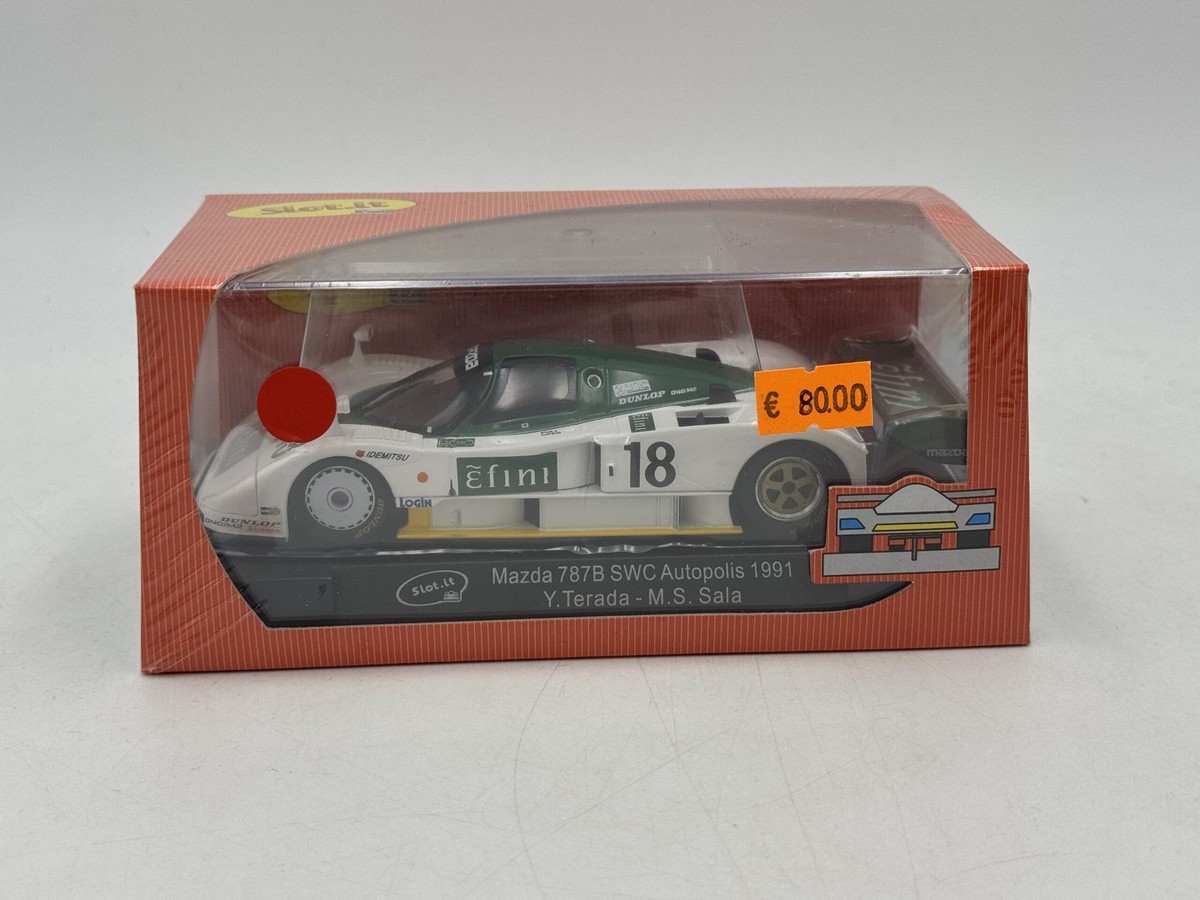 Slot.it
DUNLOP
€ 80.00
efini
mazda
IDEMITSU
ẽfini
18
LOGIN
DUNLOP
slot.it
Mazda 787B SWC Autopolis 1991
Y.Terada - M.S. Sala